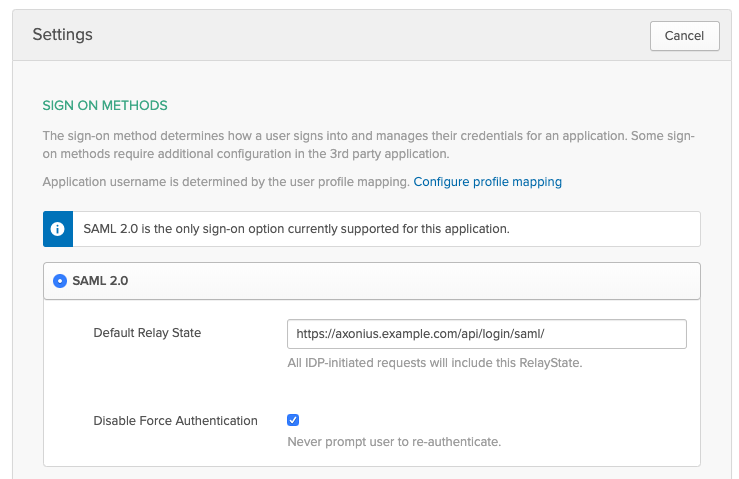 Settings
Cancel
SIGN ON METHODS
The sign-on method determines how a user signs into and manages their credentials for an application. Some sign-
on methods require additional configuration in the 3rd party application.
Application username is determined by the user profile mapping. Configure profile mapping
SAML 2.0 is the only sign-on option currently supported for this application.
SAML 2.0
Default Relay State
https://axonius.example.com/api/login/saml/
All IDP-initiated requests will include this RelayState.
Disable Force Authentication
Never prompt user to re-authenticate.